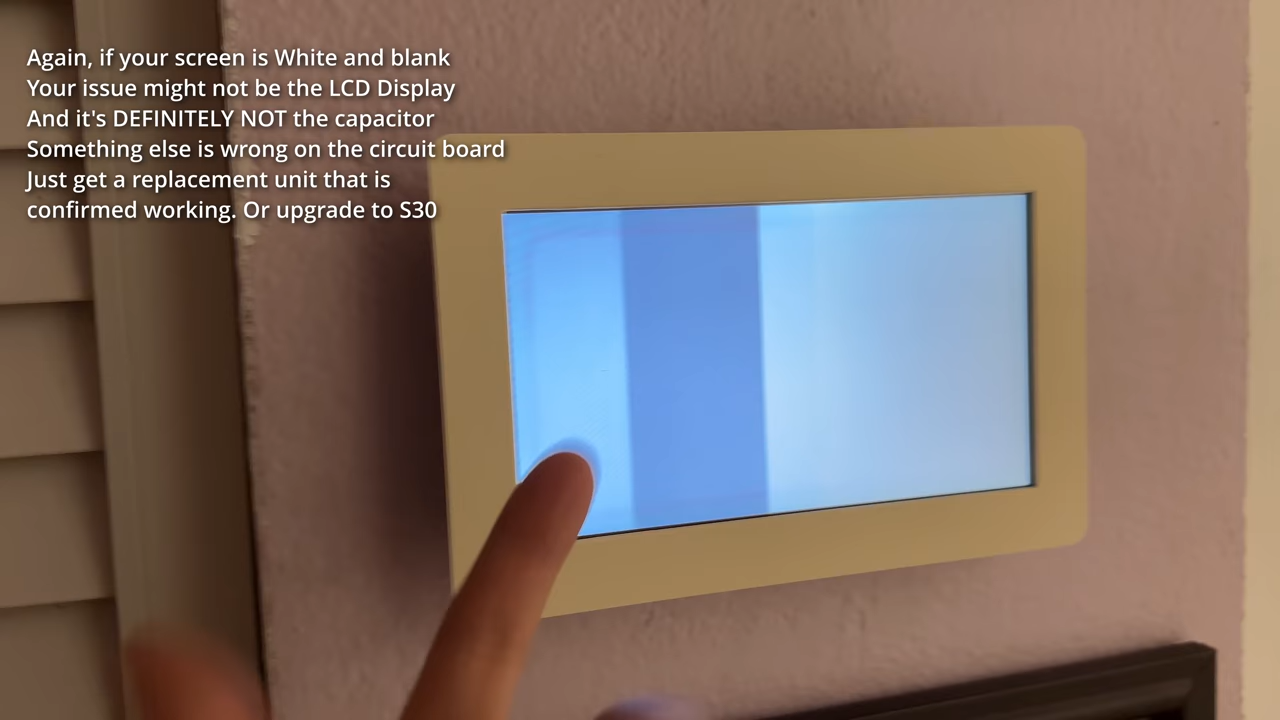 Again, if your screen is White and blank
Your issue might not be the LCD Display
And it's DEFINITELY NOT the capacitor
Something else is wrong on the circuit board
Just get a replacement unit that is
confirmed working. Or upgrade to S30